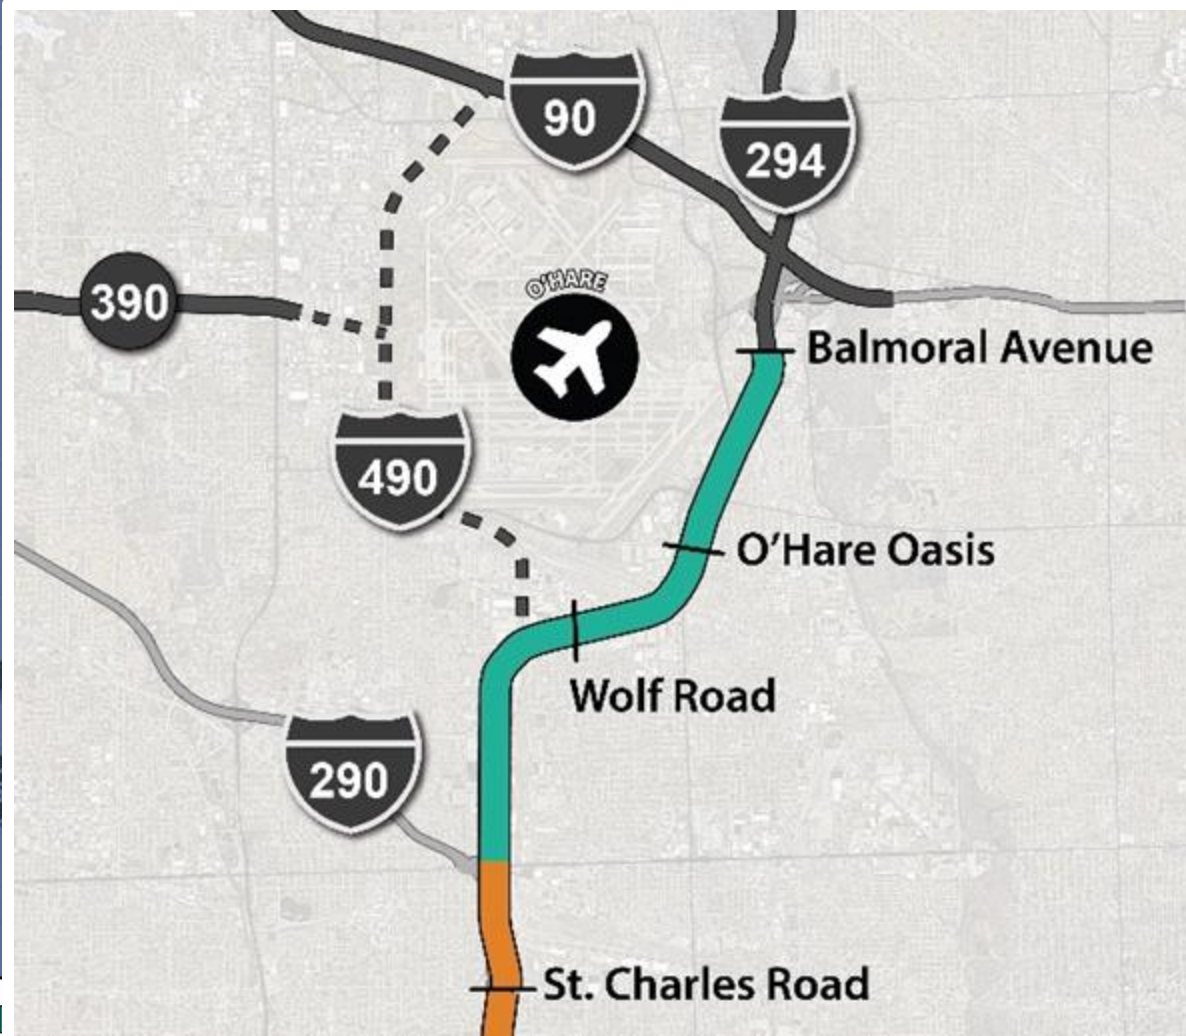 90
294
O'HARE
390
Balmoral Avenue
490
O'Hare Oasis
Wolf Road
290
St. Charles Road